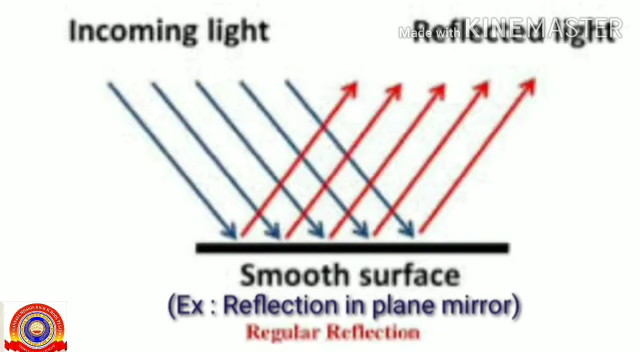 Incoming light
Reflected light
Made with KINEMASTER
Smooth surface
(Ex : Reflection in plane mirror)
Regular Reflection